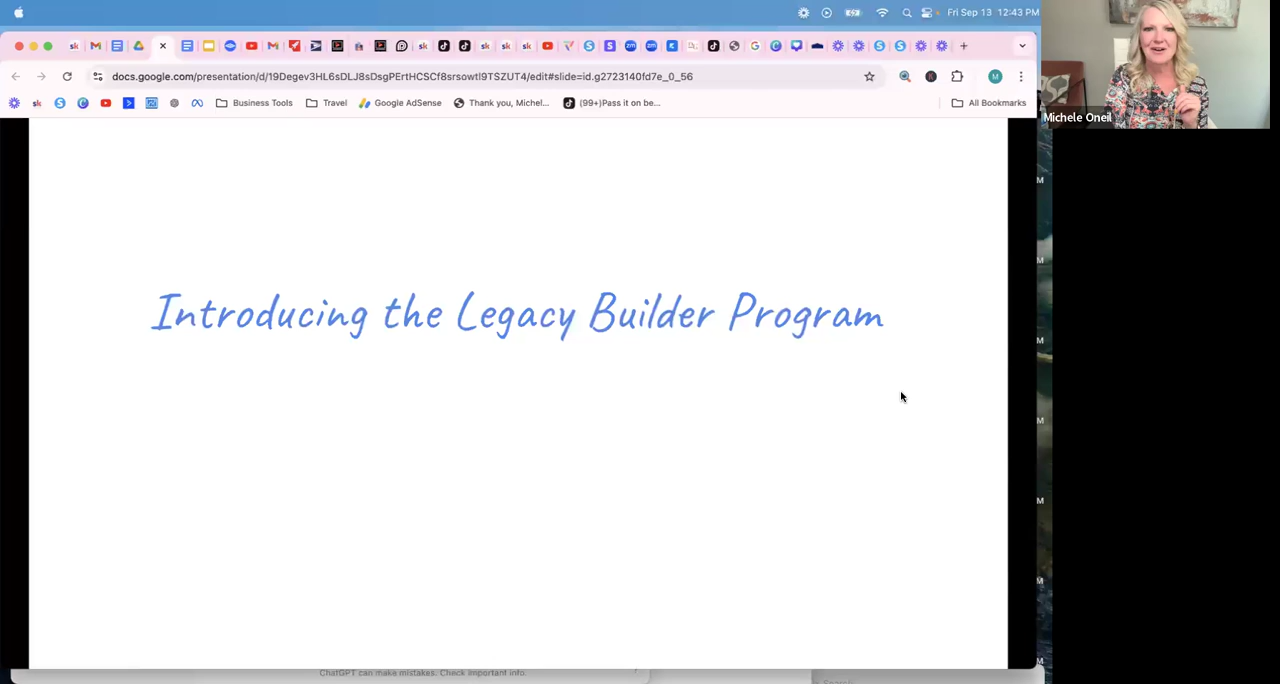 Fri Sep 13 12:43 PM
docs.google.com/presentation/d/19Degev3HL6sDLJ8sDsgPErtHCSCf8srsowtI9TSZUT4/edit#slide=id.g2723140fd7e_0_56
M
Business Tools
Travel
Google AdSense
Thank you, Michel...
(99+)Pass it on be...
All Bookmarks
Michele Oneil
Introducing the Legacy Builder Program
M
M
M
M
M
M
M
ChatGPT can make mistakes. Check important info.
Search